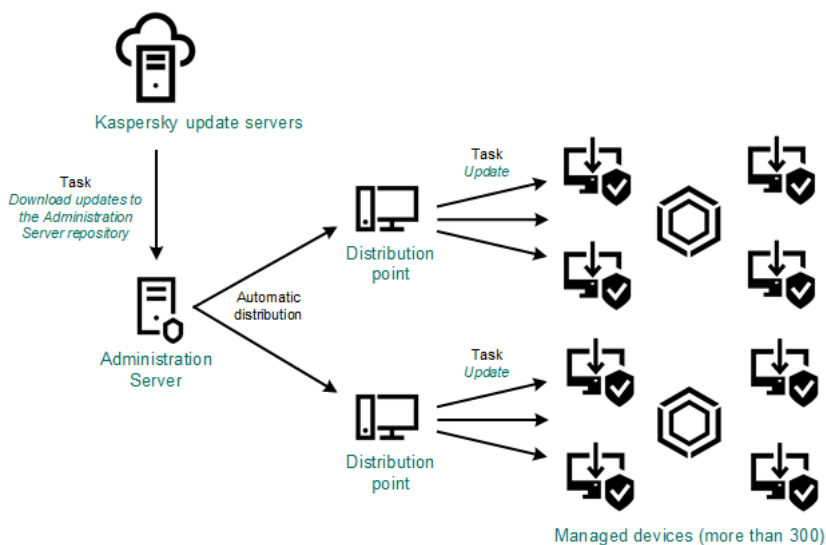 Kaspersky update servers
Task
Download updates to
the Administration
Server repository
Administration
Server
Automatic
distribution
Distribution
point
Task
Update
Distribution
point
Task
Update
Managed devices (more than 300)